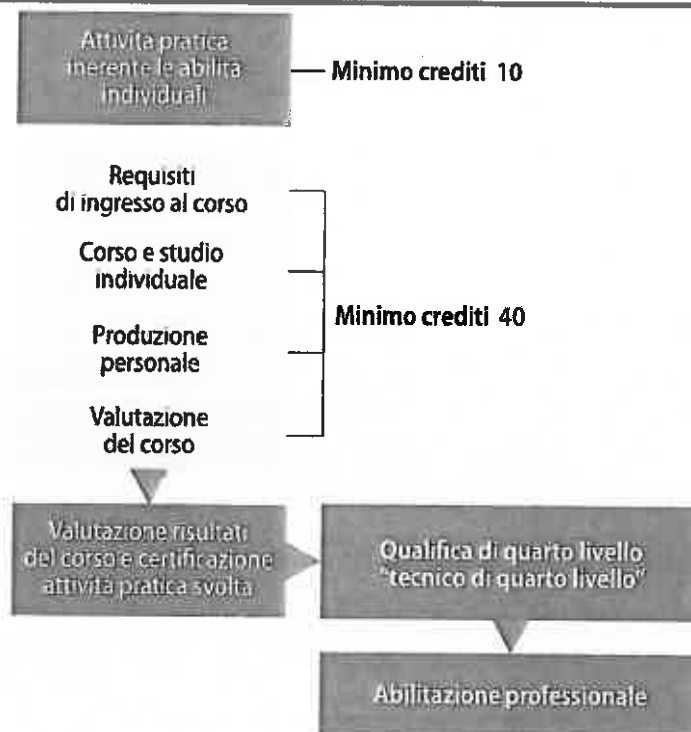 Attività pratica
inerente le abilità
individuali
Minimo crediti 10
Requisiti
di ingresso al corso
Corso e studio
individuale
Produzione
personale
Valutazione
del corso
Minimo crediti 40
Valutazione risultati
del corso e certificazione
attività pratica svolta
Qualifica di quarto livello
"tecnico di quarto livello"
Abilitazione professionale